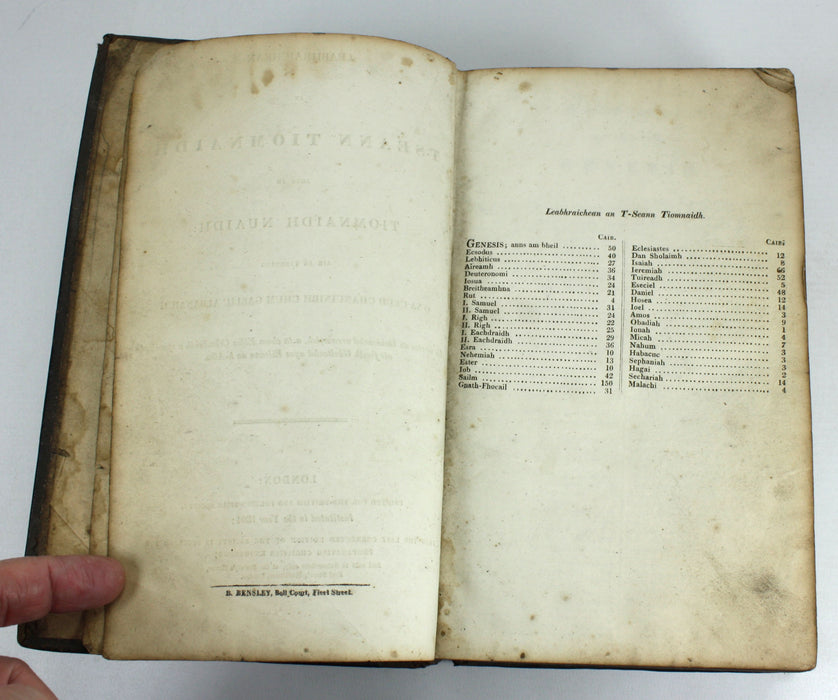 B. BENSLEY, Bolt Court, Fleet Street.
Leabhraichean an T-Seann Tiomnaidh.
CAIB.
GENESIS; anns am bheil .......... 50
Ecsodus .......... 40
Lebhiticus .......... 27
Aireamh .......... 36
Deuteronomi .......... 34
Iosua .......... 24
Breitheamhna .......... 21
Rut .......... 4
I. Samuel .......... 31
II. Samuel .......... 24
I. Righ .......... 22
II. Righ .......... 25
I. Eachdraidh .......... 29
II. Eachdraidh .......... 36
Esra .......... 10
Nehemiah .......... 13
Ester .......... 10
Iob .......... 42
Sailm .......... 150
Gnath-Fhocail .......... 31
CAIB.
Eclesiastes .......... 12
Dan Sholaimh .......... 8
Isaiah .......... 66
Ieremiah .......... 52
Tuireadh .......... 5
Eseciel .......... 48
Daniel .......... 12
Hosea .......... 14
Ioel .......... 3
Amos .......... 9
Obadiah .......... 1
Ionah .......... 4
Micah .......... 7
Nahum .......... 3
Habacuc .......... 3
Sephaniah .......... 3
Hagai .......... 2
Sechariah .......... 14
Malachi .......... 4